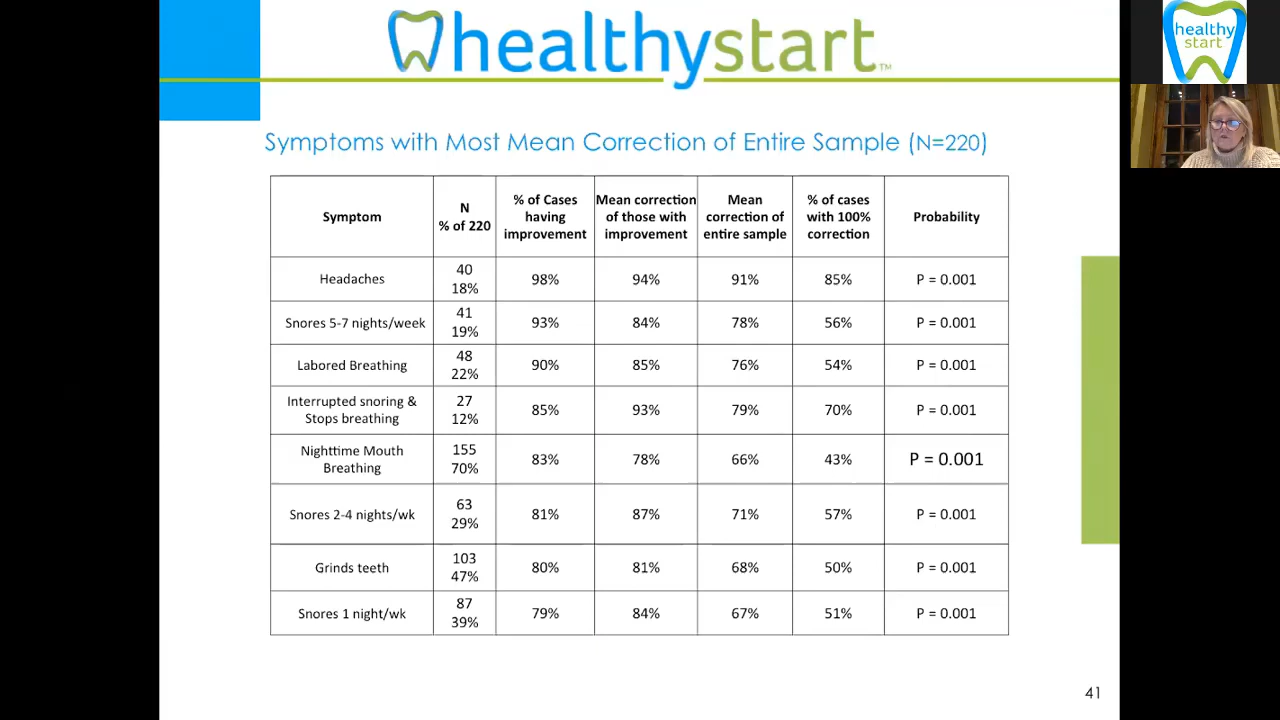 healthystart™
healthy
start
Symptoms with Most Mean Correction of Entire Sample (N=220)
Symptom
N
% of 220
% of Cases
having
improvement
Mean correction
of those with
improvement
Mean
correction of
entire sample
% of cases
with 100%
correction
Probability
Headaches
40
18%
98%
94%
91%
85%
P = 0.001
Snores 5-7 nights/week
41
19%
93%
84%
78%
56%
P = 0.001
Labored Breathing
48
22%
90%
85%
76%
54%
P = 0.001
Interrupted snoring &
Stops breathing
27
12%
85%
93%
79%
70%
P = 0.001
Nighttime Mouth
Breathing
155
70%
83%
78%
66%
43%
P = 0.001
Snores 2-4 nights/wk
63
29%
81%
87%
71%
57%
P = 0.001
Grinds teeth
103
47%
80%
81%
68%
50%
P = 0.001
Snores 1 night/wk
87
39%
79%
84%
67%
51%
P = 0.001
41